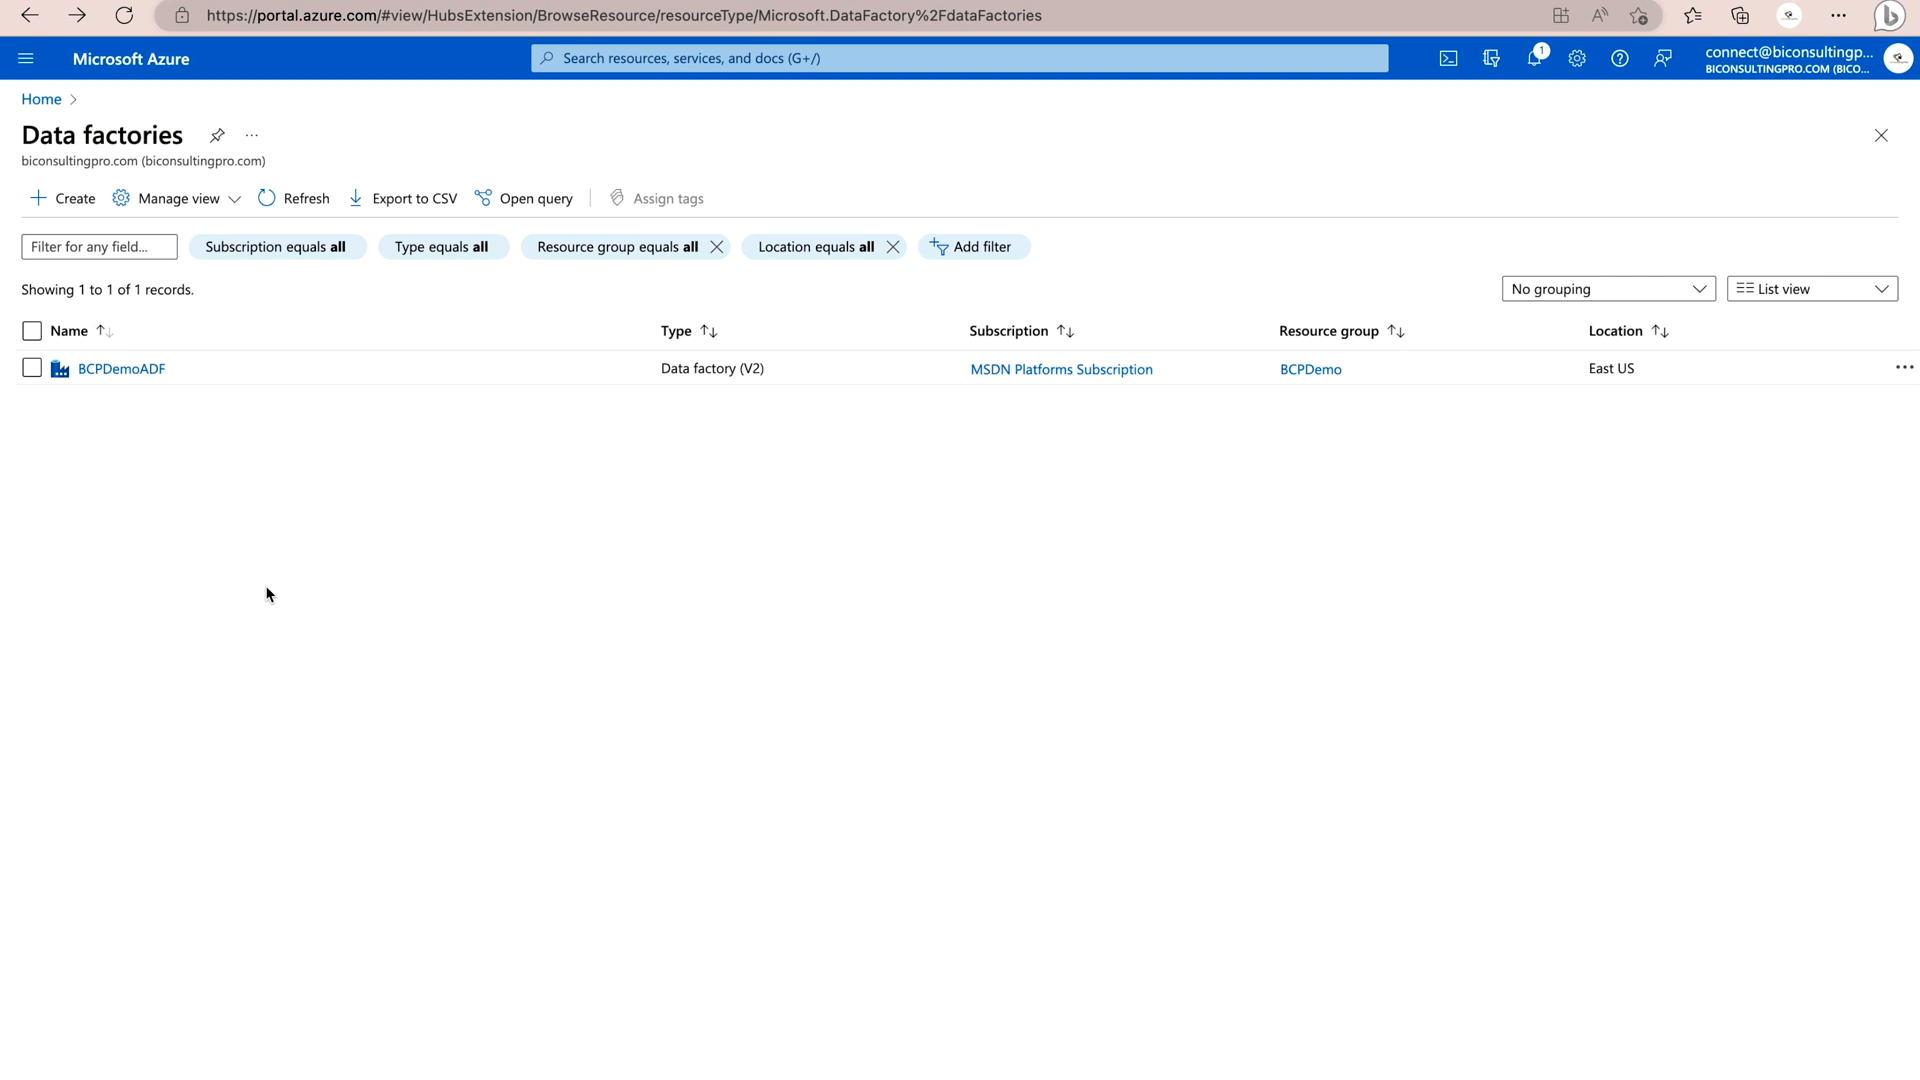 https://portal.azure.com/#view/HubsExtension/BrowseResource/resourceType/Microsoft.DataFactory%2FdataFactories
Microsoft Azure
Search resources, services, and docs (G+/)
1
connect@biconsultingp...
BICONSULTINGPRO.COM (BICO...
Home
Data factories
...
biconsultingpro.com (biconsultingpro.com)
Create Manage view Refresh Export to CSV Open query Assign tags
Filter for any field... Subscription equals all Type equals all Resource group equals all Location equals all Add filter
Showing 1 to 1 of 1 records. No grouping List view
Name Type Subscription Resource group Location
BCPDemoADF Data factory (V2) MSDN Platforms Subscription BCPDemo East US